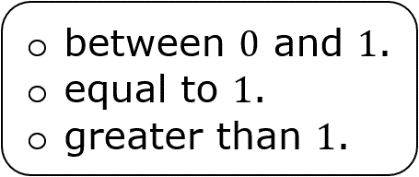 between 0 and 1.
equal to 1.
greater than 1.